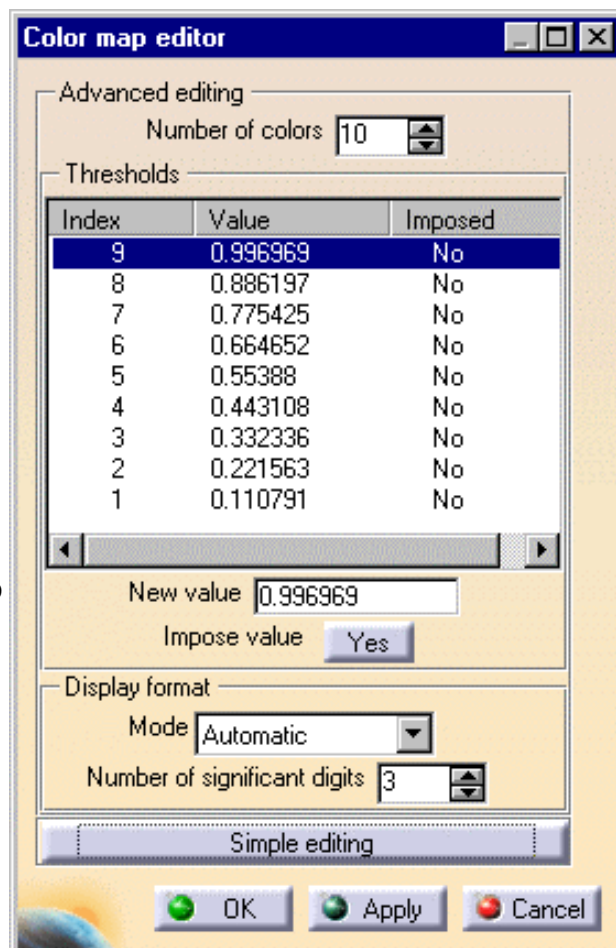 Color map editor
Advanced editing
Number of colors 10
Thresholds
Index Value Imposed
9 0.996969 No
8 0.886197 No
7 0.775425 No
6 0.664652 No
5 0.55388 No
4 0.443108 No
3 0.332336 No
2 0.221563 No
1 0.110791 No
New value 0.996969
Impose value Yes
Display format
Mode Automatic
Number of significant digits 3
Simple editing
OK Apply Cancel